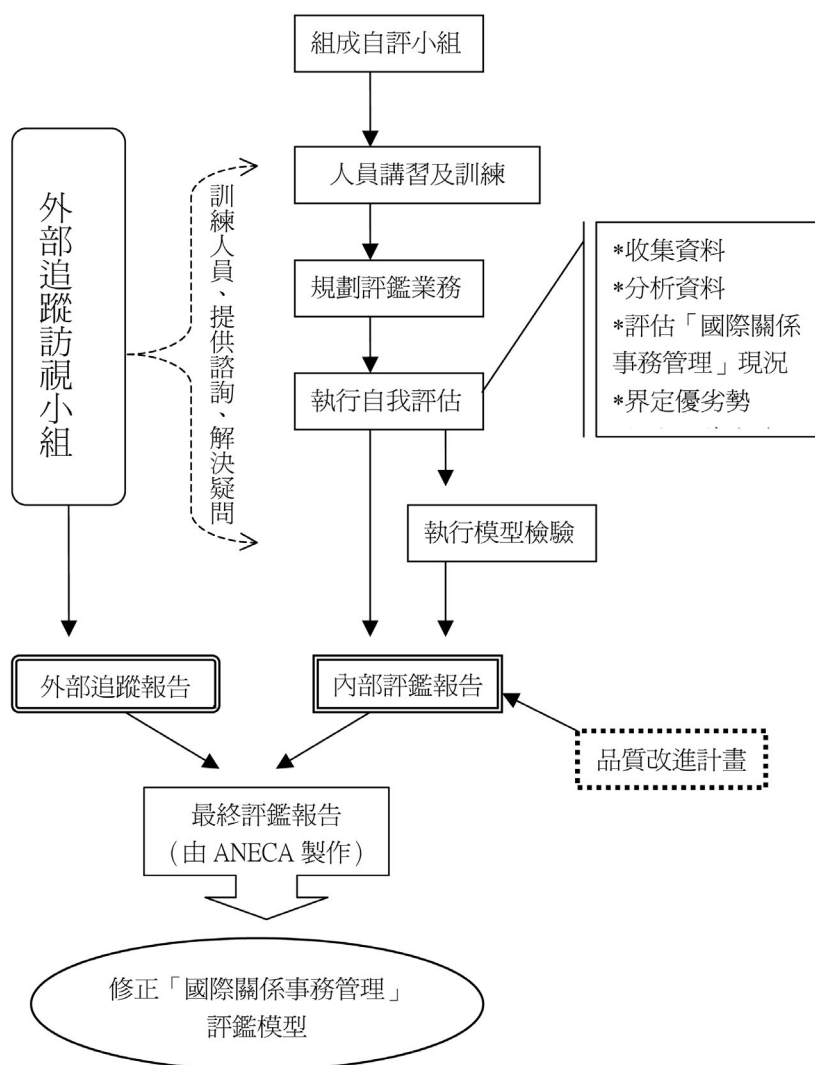 組成自評小組
人員講習及訓練
規劃評鑑業務
執行自我評估
*收集資料
*分析資料
*評估「國際關係
事務管理」現況
*界定優劣勢
外部追蹤訪視小組
訓練人員、提供諮詢、解決疑問
執行模型檢驗
外部追蹤報告
內部評鑑報告
品質改進計畫
最終評鑑報告
（由 ANECA 製作）
修正「國際關係事務管理」
評鑑模型